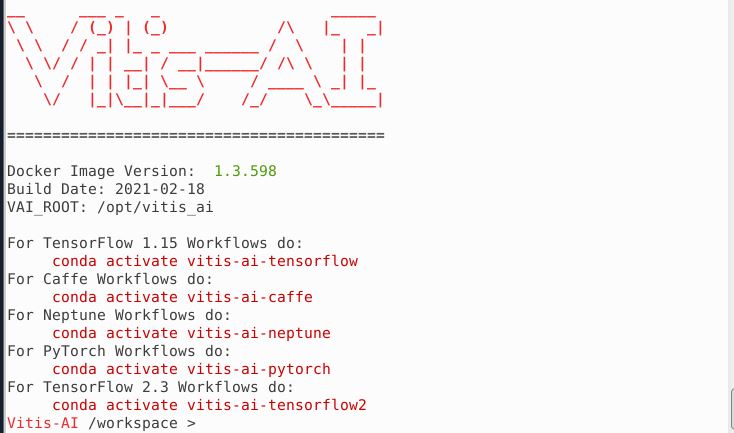 Vitis-AI
==========================================
Docker Image Version:  1.3.598
Build Date: 2021-02-18
VAI_ROOT: /opt/vitis_ai
For TensorFlow 1.15 Workflows do:
     conda activate vitis-ai-tensorflow
For Caffe Workflows do:
     conda activate vitis-ai-caffe
For Neptune Workflows do:
     conda activate vitis-ai-neptune
For PyTorch Workflows do:
     conda activate vitis-ai-pytorch
For TensorFlow 2.3 Workflows do:
     conda activate vitis-ai-tensorflow2
Vitis-AI /workspace >